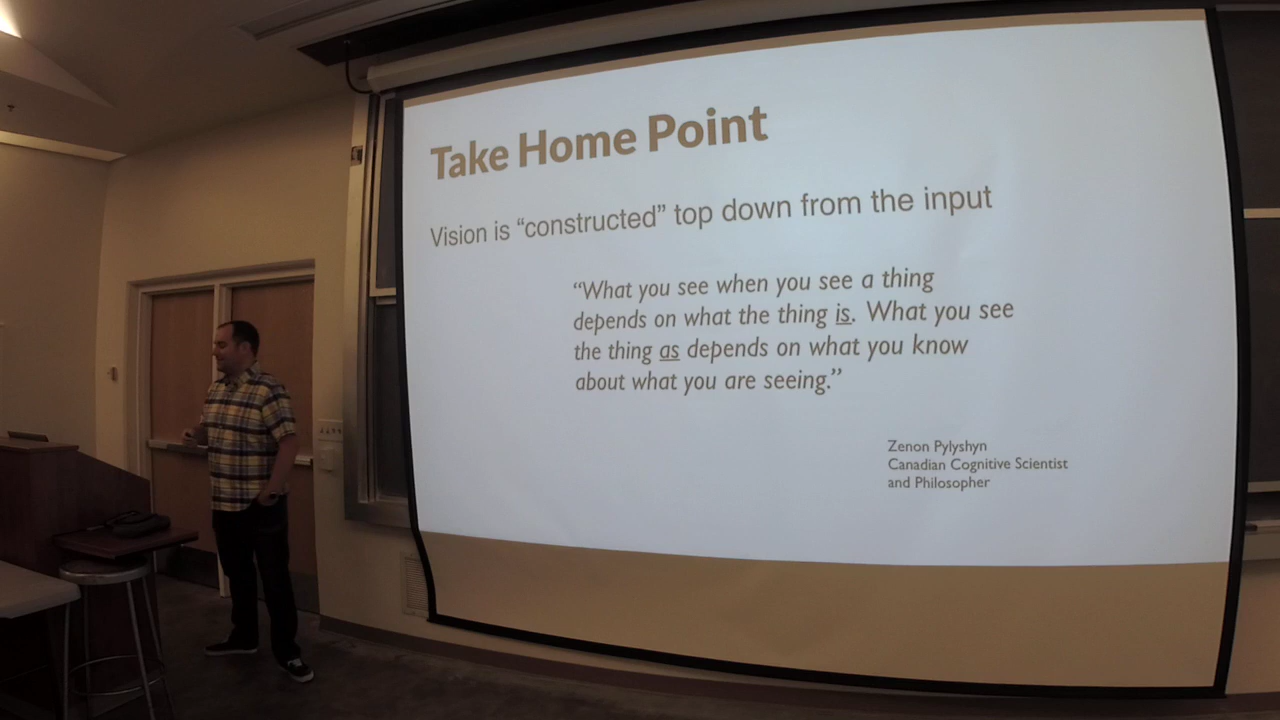 Take Home Point
Vision is “constructed” top down from the input
“What you see when you see a thing
depends on what the thing is. What you see
the thing as depends on what you know
about what you are seeing.”
Zenon Pylyshyn
Canadian Cognitive Scientist
and Philosopher